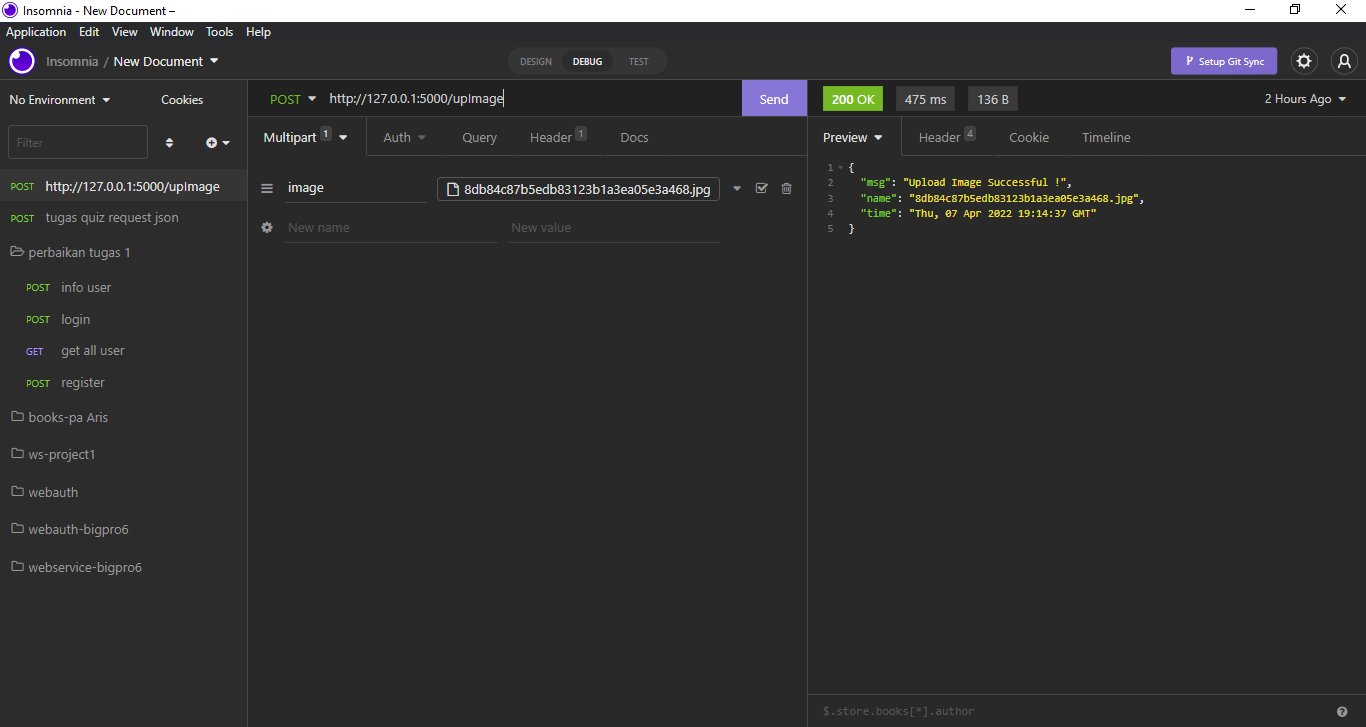 Insomnia - New Document –
Application Edit View Window Tools Help
Insomnia / New Document
DESIGN DEBUG TEST
Setup Git Sync
No Environment Cookies
POST http://127.0.0.1:5000/upImage
Send
200 OK 475 ms 136 B
2 Hours Ago
Filter
Multipart 1 Auth Query Header 1 Docs
Preview Header 4 Cookie Timeline
POST http://127.0.0.1:5000/upImage
POST tugas quiz request json
perbaikan tugas 1
POST info user
POST login
GET get all user
POST register
books-pa Aris
ws-project1
webauth
webauth-bigpro6
webservice-bigpro6
image 8db84c87b5edb83123b1a3ea05e3a468.jpg
New name New value
1 {
2 "msg": "Upload Image Successful !",
3 "name": "8db84c87b5edb83123b1a3ea05e3a468.jpg",
4 "time": "Thu, 07 Apr 2022 19:14:37 GMT"
5 }
$.store.books[*].author
?